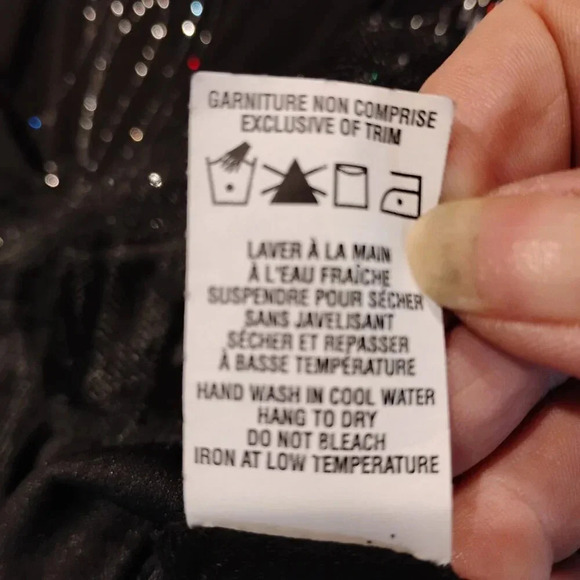 GARNITURE NON COMPRISE
EXCLUSIVE OF TRIM
LAVER À LA MAIN
À L'EAU FRAÎCHE
SUSPENDRE POUR SÉCHER
SANS JAVELISANT
SÉCHER ET REPASSER
À BASSE TEMPÉRATURE
HAND WASH IN COOL WATER
HANG TO DRY
DO NOT BLEACH
IRON AT LOW TEMPERATURE